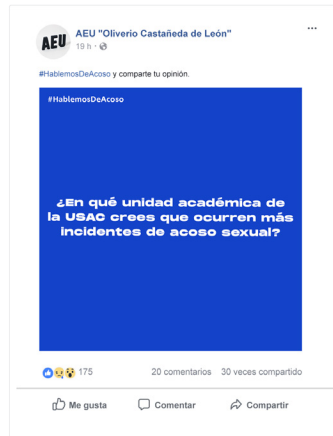 AEU
AEU "Oliverio Castañeda de León"
19 h ·
#HablemosDeAcoso y comparte tu opinión.
#HablemosDeAcoso
¿En qué unidad académica de
la USAC crees que ocurren más
incidentes de acoso sexual?
175
20 comentarios 30 veces compartido
Me gusta Comentar Compartir